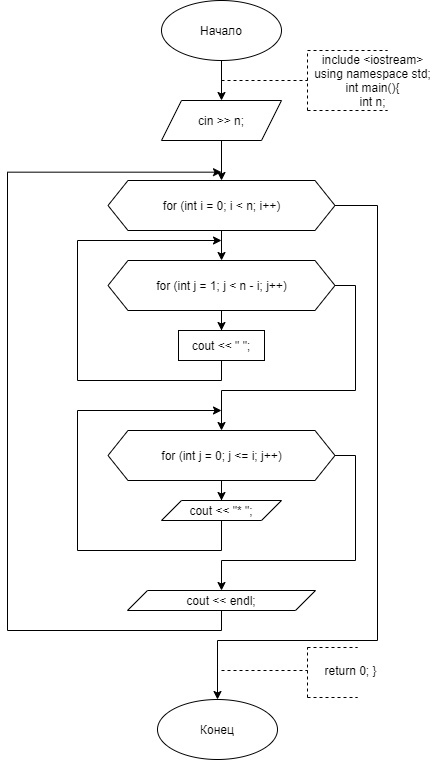 Начало
include <iostream>
using namespace std;
int main(){
int n;
cin >> n;
for (int i = 0; i < n; i++)
for (int j = 1; j < n - i; j++)
cout << " ";
for (int j = 0; j <= i; j++)
cout << "* ";
cout << endl;
return 0; }
Конец